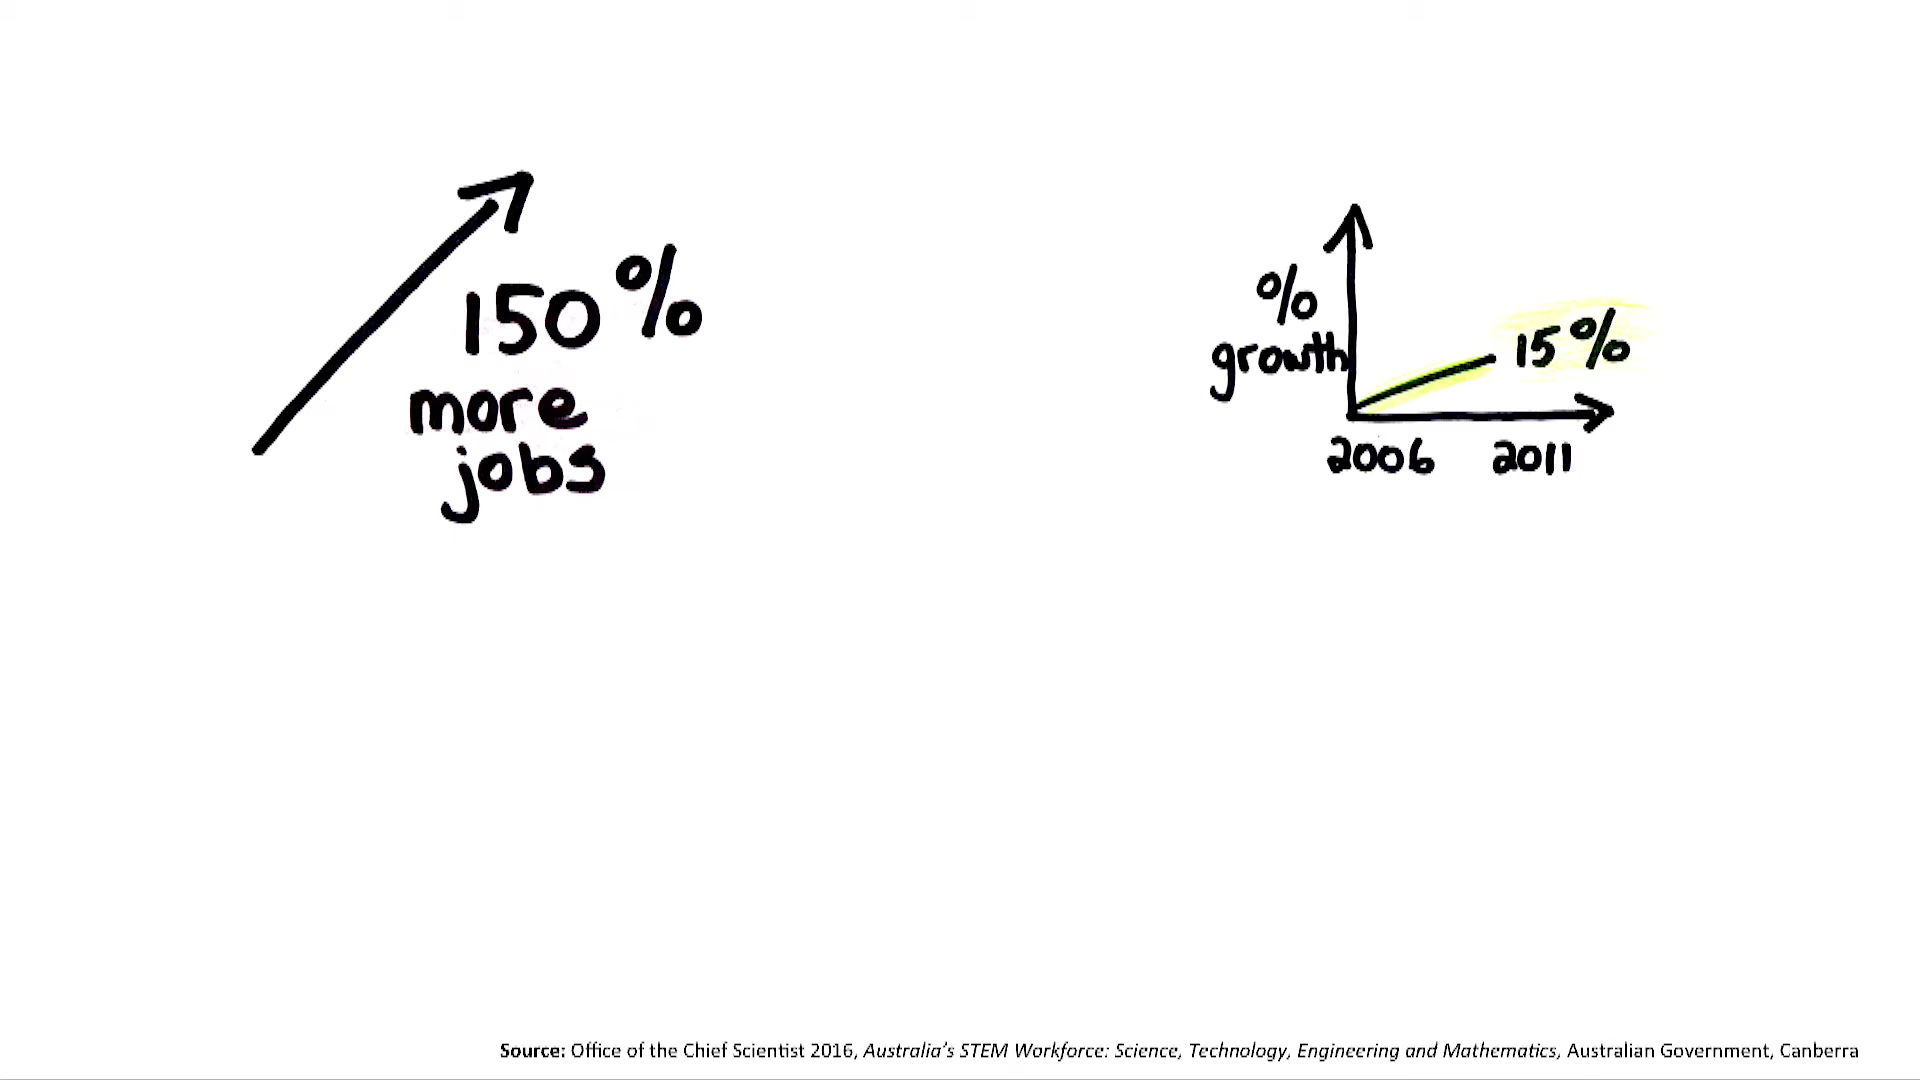 150%
more
jobs
%
growth
15%
2006 2011
Source: Office of the Chief Scientist 2016, Australia's STEM Workforce: Science, Technology, Engineering and Mathematics, Australian Government, Canberra